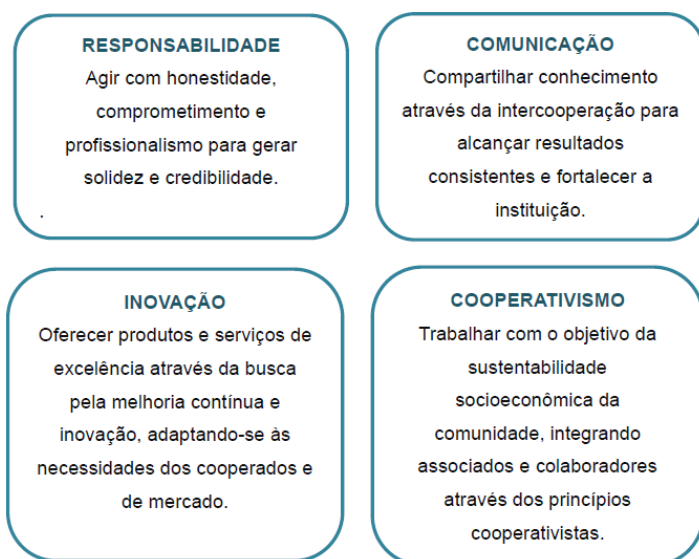 RESPONSABILIDADE
Agir com honestidade,
comprometimento e
profissionalismo para gerar
solidez e credibilidade.
.
COMUNICAÇÃO
Compartilhar conhecimento
através da intercooperação para
alcançar resultados
consistentes e fortalecer a
instituição.
INOVAÇÃO
Oferecer produtos e serviços de
excelência através da busca
pela melhoria contínua e
inovação, adaptando-se às
necessidades dos cooperados e
de mercado.
COOPERATIVISMO
Trabalhar com o objetivo da
sustentabilidade
socioeconômica da
comunidade, integrando
associados e colaboradores
através dos princípios
cooperativistas.